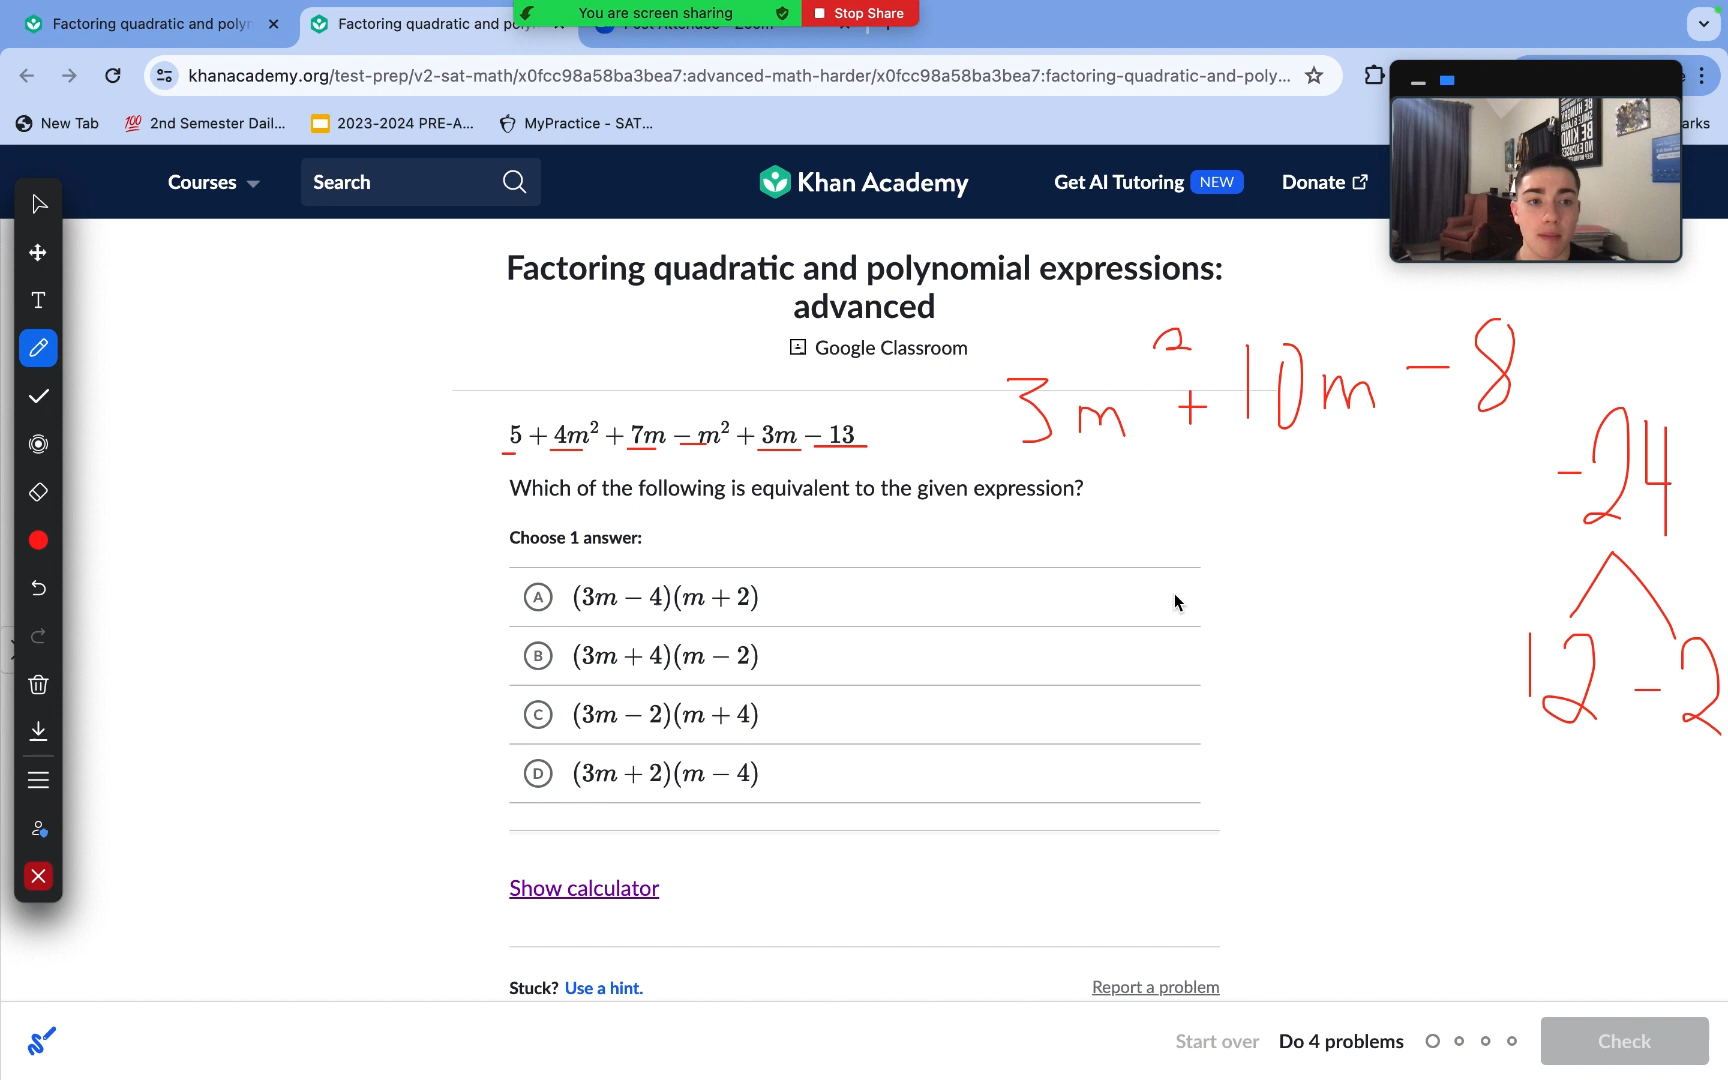 Factoring quadratic and polyn
Factoring quadratic and po
You are screen sharing
Stop Share
khanacademy.org/test-prep/v2-sat-math/x0fcc98a58ba3bea7:advanced-math-harder/x0fcc98a58ba3bea7:factoring-quadratic-and-poly...
New Tab
100 2nd Semester Dail...
2023-2024 PRE-A...
MyPractice - SAT...
arks
Courses
Search
Khan Academy
Get AI Tutoring NEW
Donate
Factoring quadratic and polynomial expressions:
advanced
Google Classroom
3m² + 10m - 8
5 + 4m² + 7m − m² + 3m − 13
-24
Which of the following is equivalent to the given expression?
Choose 1 answer:
A (3m − 4)(m + 2)
B (3m + 4)(m − 2)
12 -2
C (3m − 2)(m + 4)
D (3m + 2)(m − 4)
Show calculator
Stuck? Use a hint.
Report a problem
Start over
Do 4 problems
Check